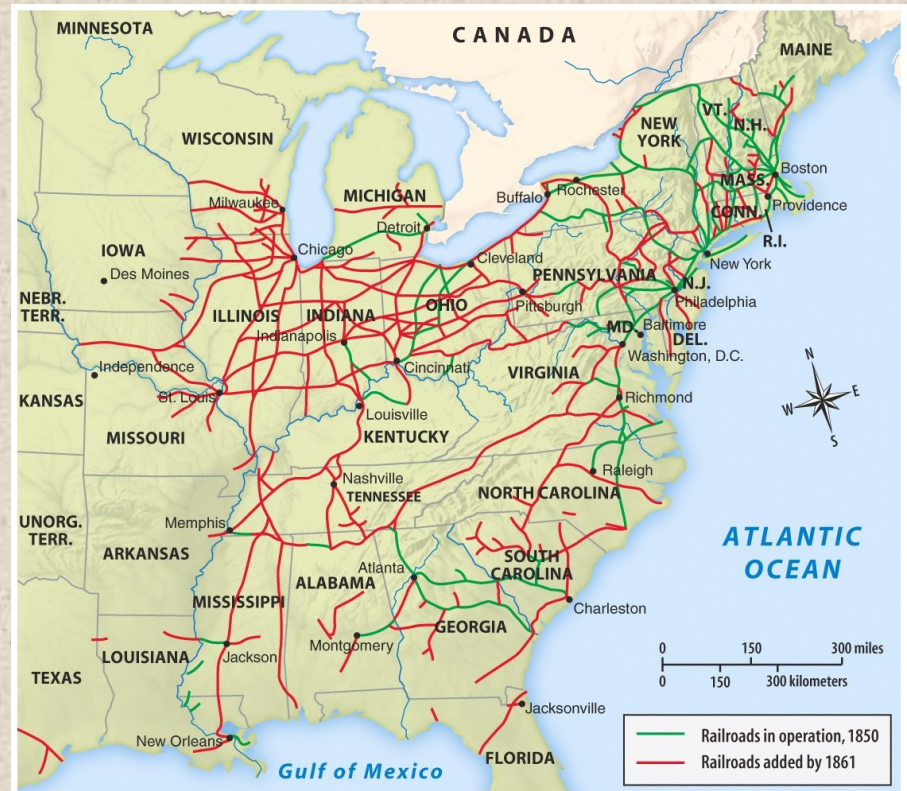 MINNESOTA
CANADA
MAINE
WISCONSIN
MICHIGAN
NEW
YORK
VT.
N.H.
MASS.
CONN.
R.I.
Boston
Providence
Milwaukee
Detroit
Buffalo
Rochester
Chicago
Cleveland
New York
IOWA
Des Moines
NEBR.
TERR.
ILLINOIS
INDIANA
OHIO
PENNSYLVANIA
N.J.
Pittsburgh
Philadelphia
Indianapolis
MD.
Baltimore
DEL.
Washington, D.C.
Independence
Cincinnati
VIRGINIA
KANSAS
St. Louis
Louisville
Richmond
MISSOURI
KENTUCKY
Raleigh
Nashville
TENNESSEE
NORTH CAROLINA
UNORG.
TERR.
Memphis
ARKANSAS
SOUTH
CAROLINA
Atlanta
ALABAMA
MISSISSIPPI
Charleston
GEORGIA
Montgomery
LOUISIANA
Jackson
TEXAS
Jacksonville
New Orleans
FLORIDA
Gulf of Mexico
ATLANTIC
OCEAN
N
W
E
S
0 150 300 miles
0 150 300 kilometers
Railroads in operation, 1850
Railroads added by 1861